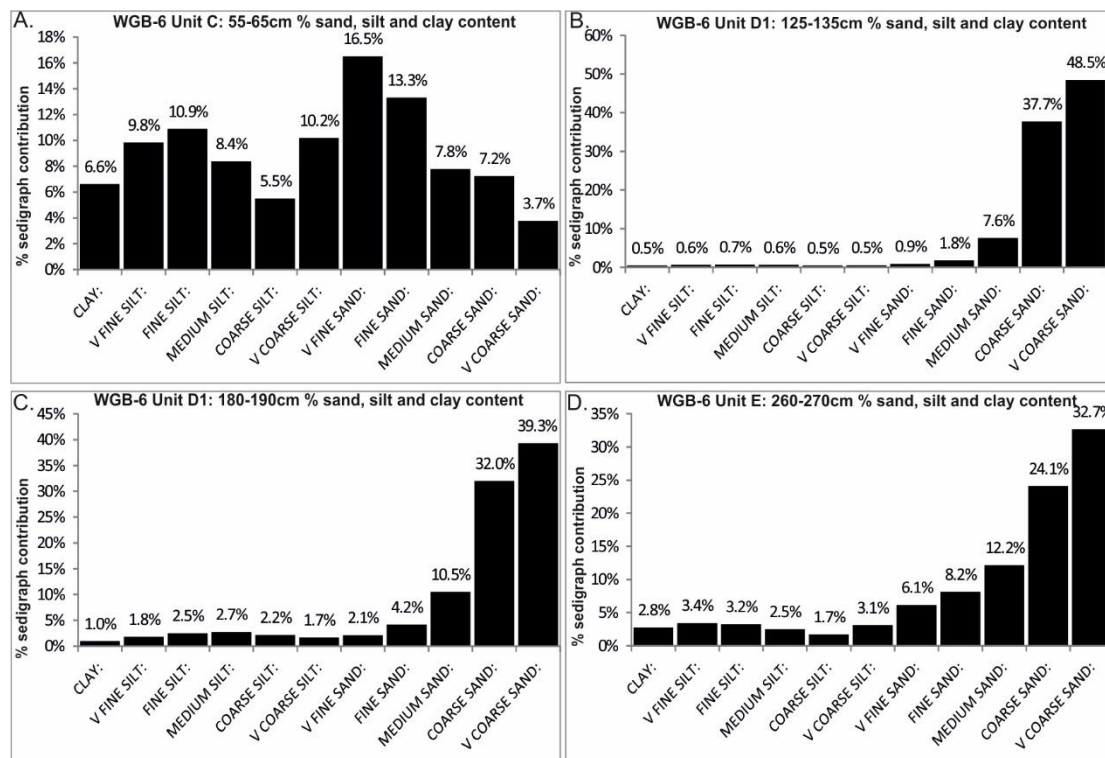 A.
WGB-6 Unit C: 55-65cm % sand, silt and clay content
% sedigraph contribution
18%
16%
14%
12%
10%
8%
6%
4%
2%
0%
6.6%
9.8%
10.9%
8.4%
5.5%
10.2%
16.5%
13.3%
7.8%
7.2%
3.7%
CLAY:
V FINE SILT:
FINE SILT:
MEDIUM SILT:
COARSE SILT:
V COARSE SILT:
V FINE SAND:
FINE SAND:
MEDIUM SAND:
COARSE SAND:
V COARSE SAND:
B.
WGB-6 Unit D1: 125-135cm % sand, silt and clay content
% sedigraph contribution
60%
50%
40%
30%
20%
10%
0%
0.5%
0.6%
0.7%
0.6%
0.5%
0.5%
0.9%
1.8%
7.6%
37.7%
48.5%
CLAY:
V FINE SILT:
FINE SILT:
MEDIUM SILT:
COARSE SILT:
V COARSE SILT:
V FINE SAND:
FINE SAND:
MEDIUM SAND:
COARSE SAND:
V COARSE SAND:
C.
WGB-6 Unit D1: 180-190cm % sand, silt and clay content
% sedigraph contribution
45%
40%
35%
30%
25%
20%
15%
10%
5%
0%
1.0%
1.8%
2.5%
2.7%
2.2%
1.7%
2.1%
4.2%
10.5%
32.0%
39.3%
CLAY:
V FINE SILT:
FINE SILT:
MEDIUM SILT:
COARSE SILT:
V COARSE SILT:
V FINE SAND:
FINE SAND:
MEDIUM SAND:
COARSE SAND:
V COARSE SAND:
D.
WGB-6 Unit E: 260-270cm % sand, silt and clay content
% sedigraph contribution
35%
30%
25%
20%
15%
10%
5%
0%
2.8%
3.4%
3.2%
2.5%
1.7%
3.1%
6.1%
8.2%
12.2%
24.1%
32.7%
CLAY:
V FINE SILT:
FINE SILT:
MEDIUM SILT:
COARSE SILT:
V COARSE SILT:
V FINE SAND:
FINE SAND:
MEDIUM SAND:
COARSE SAND:
V COARSE SAND: